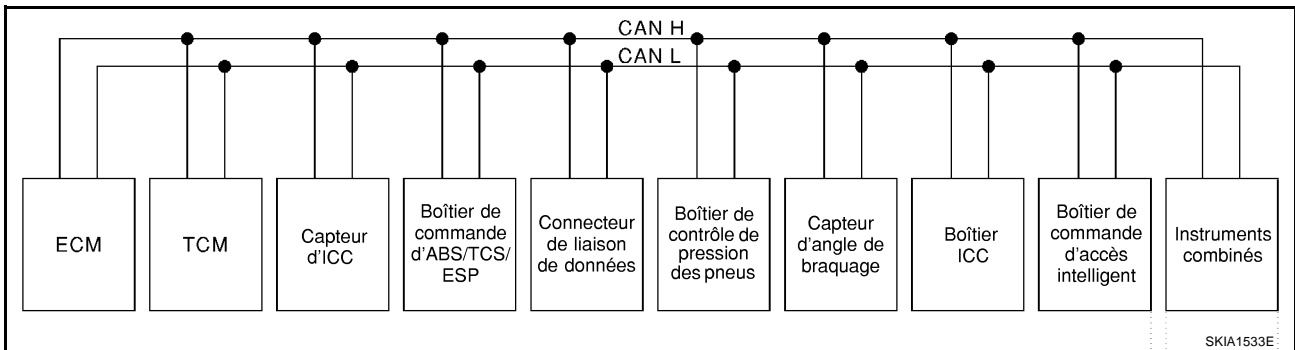 CAN H
CAN L
ECM
TCM
Capteur
d'ICC
Boîtier de
commande
d'ABS/TCS/
ESP
Connecteur
de liaison
de données
Boîtier de
contrôle de
pression
des pneus
Capteur
d'angle de
braquage
Boîtier
ICC
Boîtier de
commande
d'accès
intelligent
Instruments
combinés
SKIA1533E